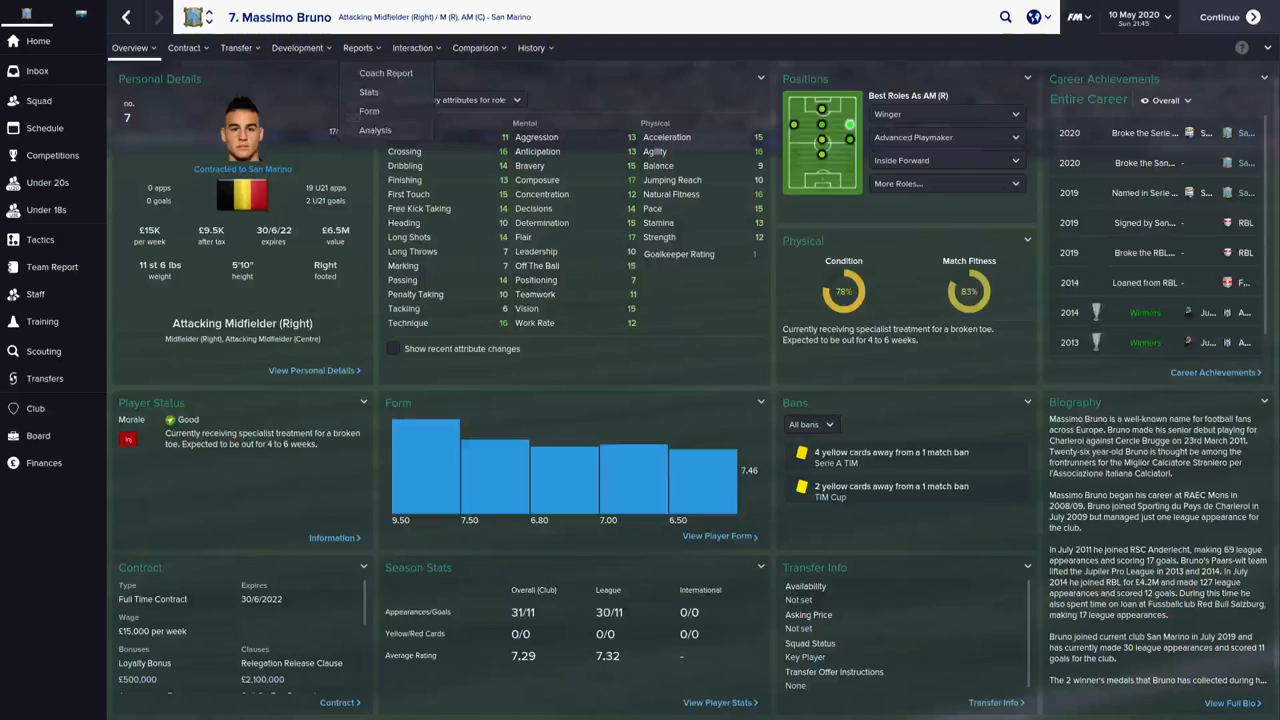 7. Massimo Bruno
Attacking Midfielder (Right) / M (R), AM (C) - San Marino
FM
10 May 2020
Sun 21:45
Continue
Home
Inbox
Squad
Schedule
Competitions
Under 20s
Under 18s
Tactics
Team Report
Staff
Training
Scouting
Transfers
Club
Board
Finances
Overview
Contract
Transfer
Development
Reports
Interaction
Comparison
History
Coach Report
Stats
Form
Analysis
Personal Details
no.
7
17/
Contracted to San Marino
0 apps
0 goals
19 U21 apps
2 U21 goals
£15K
per week
£9.5K
after tax
30/6/22
expires
£6.5M
value
11 st 6 lbs
weight
5'10"
height
Right
footed
Attacking Midfielder (Right)
Midfielder (Right), Attacking Midfielder (Centre)
View Personal Details >
ey attributes for role
11
Crossing 16
Dribbling 14
Finishing 13
First Touch 15
Free Kick Taking 14
Heading 10
Long Shots 14
Long Throws 7
Marking 7
Passing 14
Penalty Taking 10
Tackling 6
Technique 16
Mental
Aggression 13
Anticipation 13
Bravery 15
Composure 17
Concentration 12
Decisions 14
Determination 15
Flair 17
Leadership 10
Off The Ball 15
Positioning 7
Teamwork 11
Vision 15
Work Rate 12
Physical
Acceleration 15
Agility 16
Balance 9
Jumping Reach 10
Natural Fitness 16
Pace 15
Stamina 13
Strength 12
Goalkeeper Rating 1
Show recent attribute changes
Positions
Best Roles As AM (R)
Winger
Advanced Playmaker
Inside Forward
More Roles...
Physical
Condition
78%
Match Fitness
83%
Currently receiving specialist treatment for a broken toe.
Expected to be out for 4 to 6 weeks.
Career Achievements
Entire Career
Overall
2020 Broke the Serie ... S... Sa...
2020 Broke the San... - Sa...
2019 Named in Serie ... S... Sa...
2019 Signed by San... - RBL
2019 Broke the RBL... - RBL
2014 Loaned from RBL - F...
2014 Winners Ju... A...
2013 Winners Ju... A...
Career Achievements >
Player Status
Morale Good
Inj
Currently receiving specialist treatment for a broken
toe. Expected to be out for 4 to 6 weeks.
Information >
Form
9.50
7.50
6.80
7.00
6.50
7.46
View Player Form >
Bans
All bans
4 yellow cards away from a 1 match ban
Serie A TIM
2 yellow cards away from a 1 match ban
TIM Cup
Biography
Massimo Bruno is a well-known name for football fans
across Europe. Bruno made his senior debut playing for
Charleroi against Cercle Brugge on 23rd March 2011.
Twenty-six year-old Bruno is thought be among the
frontrunners for the Miglior Calciatore Straniero per
l'Associazione Italiana Calciatori.
Massimo Bruno began his career at RAEC Mons in
2008/09. Bruno joined Sporting du Pays de Charleroi in
July 2009 but managed just one league appearance for
the club.
In July 2011 he joined RSC Anderlecht, making 69 league
appearances and scoring 17 goals. Bruno's Paars-wit team
lifted the Jupiler Pro League in 2013 and 2014. In July
2014 he joined RBL for £4.2M and made 127 league
appearances and scored 12 goals. During this time he
also spent time on loan at Fussballclub Red Bull Salzburg,
making 17 league appearances.
Bruno joined current club San Marino in July 2019 and
has currently made 30 league appearances and scored 11
goals for the club.
The 2 winner's medals that Bruno has collected during h...
View Full Bio >
Contract
Type
Full Time Contract
Expires
30/6/2022
Wage
£15,000 per week
Bonuses
Loyalty Bonus
£500,000
Clauses
Relegation Release Clause
£2,100,000
Contract >
Season Stats
Overall (Club) League International
Appearances/Goals 31/11 30/11 0/0
Yellow/Red Cards 0/0 0/0 0/0
Average Rating 7.29 7.32 -
View Player Stats >
Transfer Info
Availability
Not set
Asking Price
Not set
Squad Status
Key Player
Transfer Offer Instructions
None
Transfer Info >